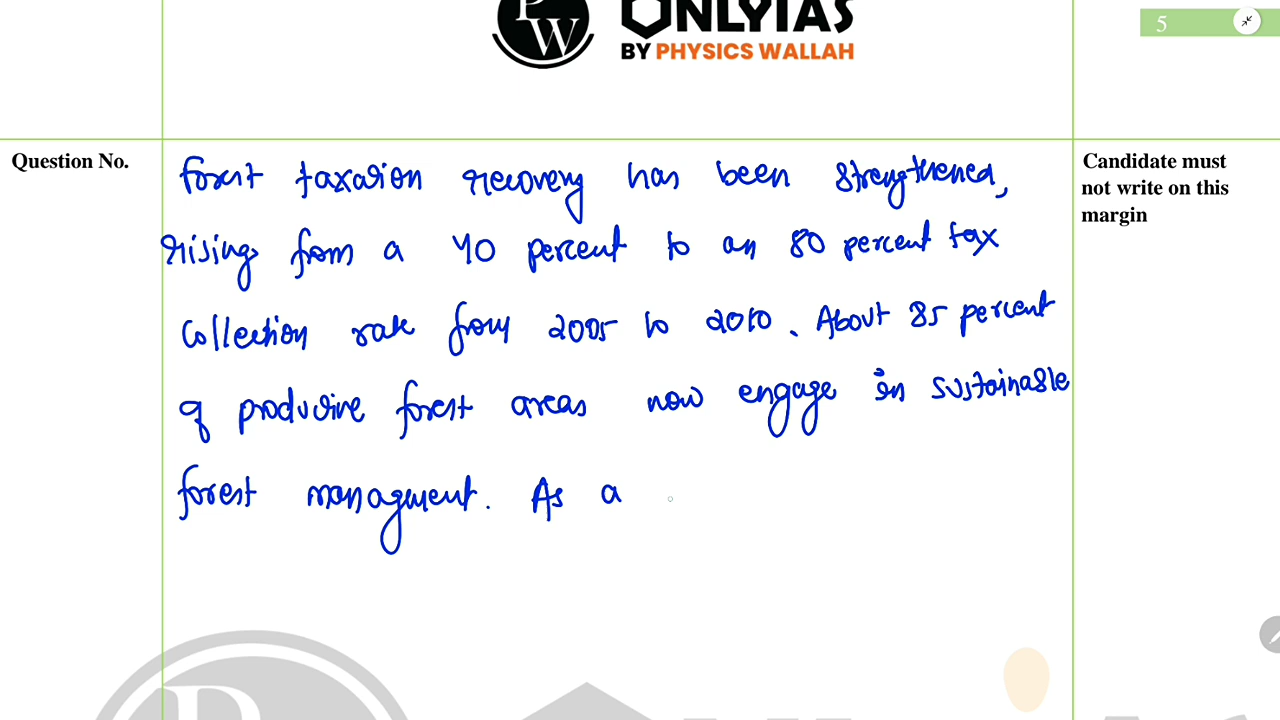 PW ONLYIAS
BY PHYSICS WALLAH
5
Question No.
Candidate must
not write on this
margin
forest taxation recovery has been strengthened,
rising from a 40 percent to an 80 percent tax
collection rate from 2005 to 2010. About 85 percent
of productive forest areas now engage in sustainable
forest managment. As a